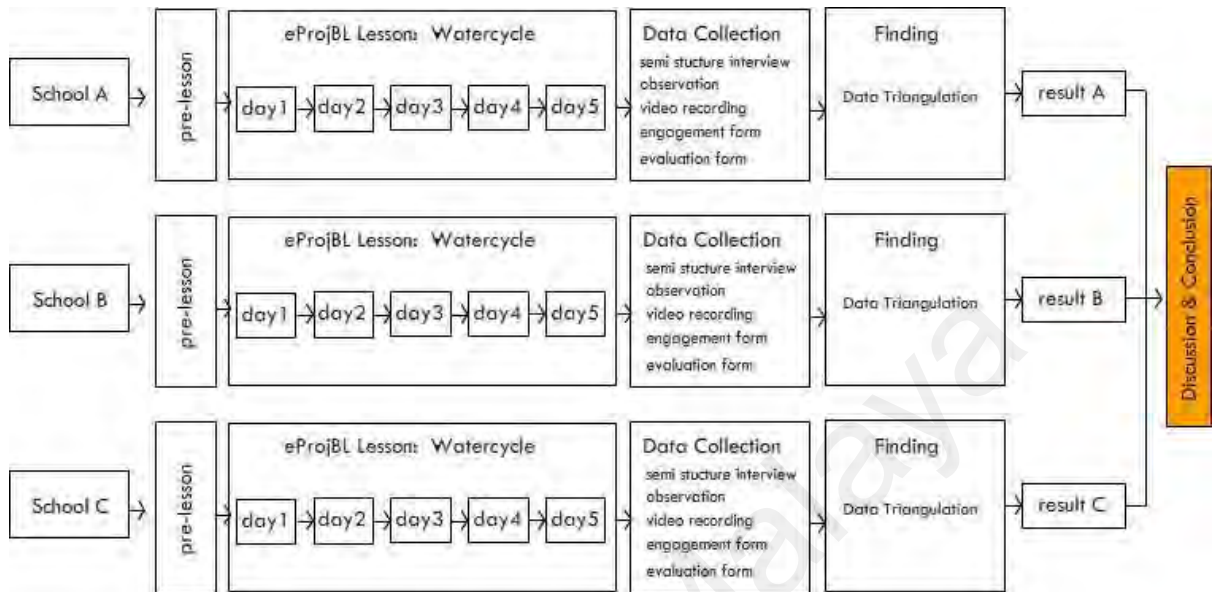 School A
pre-lesson
eProjBL Lesson: Watercycle
day1
day2
day3
day4
day5
Data Collection
semi stucture interview
observation
video recording
engagement form
evaluation form
Finding
Data Triangulation
result A
School B
pre-lesson
eProjBL Lesson: Watercycle
day1
day2
day3
day4
day5
Data Collection
semi stucture interview
observation
video recording
engagement form
evaluation form
Finding
Data Triangulation
result B
School C
pre-lesson
eProjBL Lesson: Watercycle
day1
day2
day3
day4
day5
Data Collection
semi stucture interview
observation
video recording
engagement form
evaluation form
Finding
Data Triangulation
result C
Discussion & Conclusion
Malaya